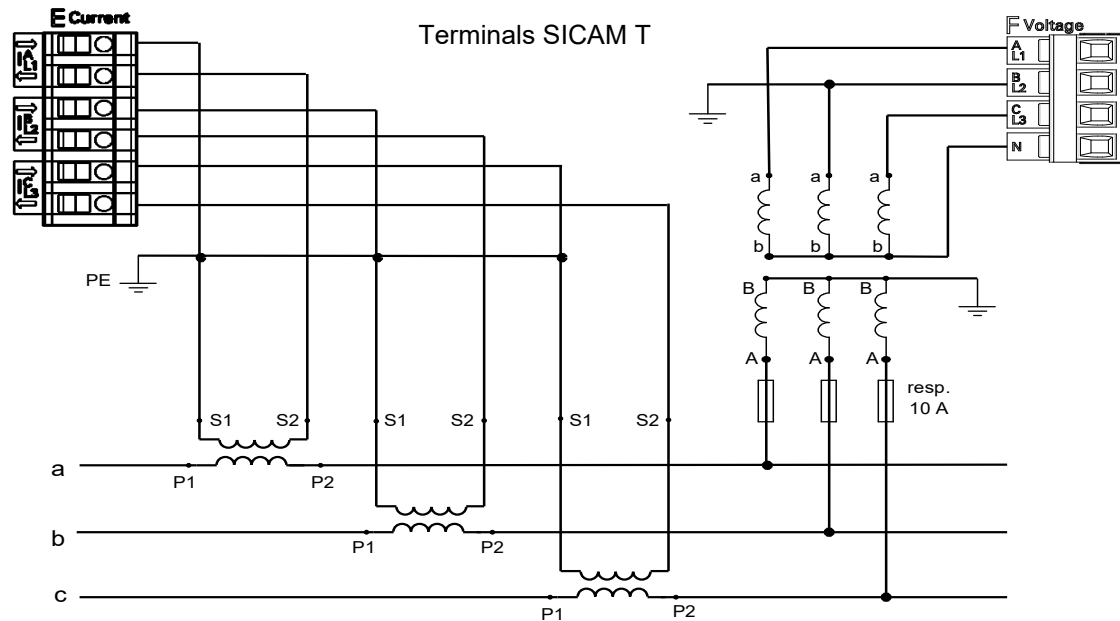 E Current
Terminals SICAM T
F Voltage
IA
L1
IB
L2
IC
L3
A
L1
B
L2
C
L3
N
a
a
a
b
b
b
PE
B
B
B
A
A
A
resp.
10 A
S1
S2
S1
S2
S1
S2
a
P1
P2
b
P1
P2
c
P1
P2